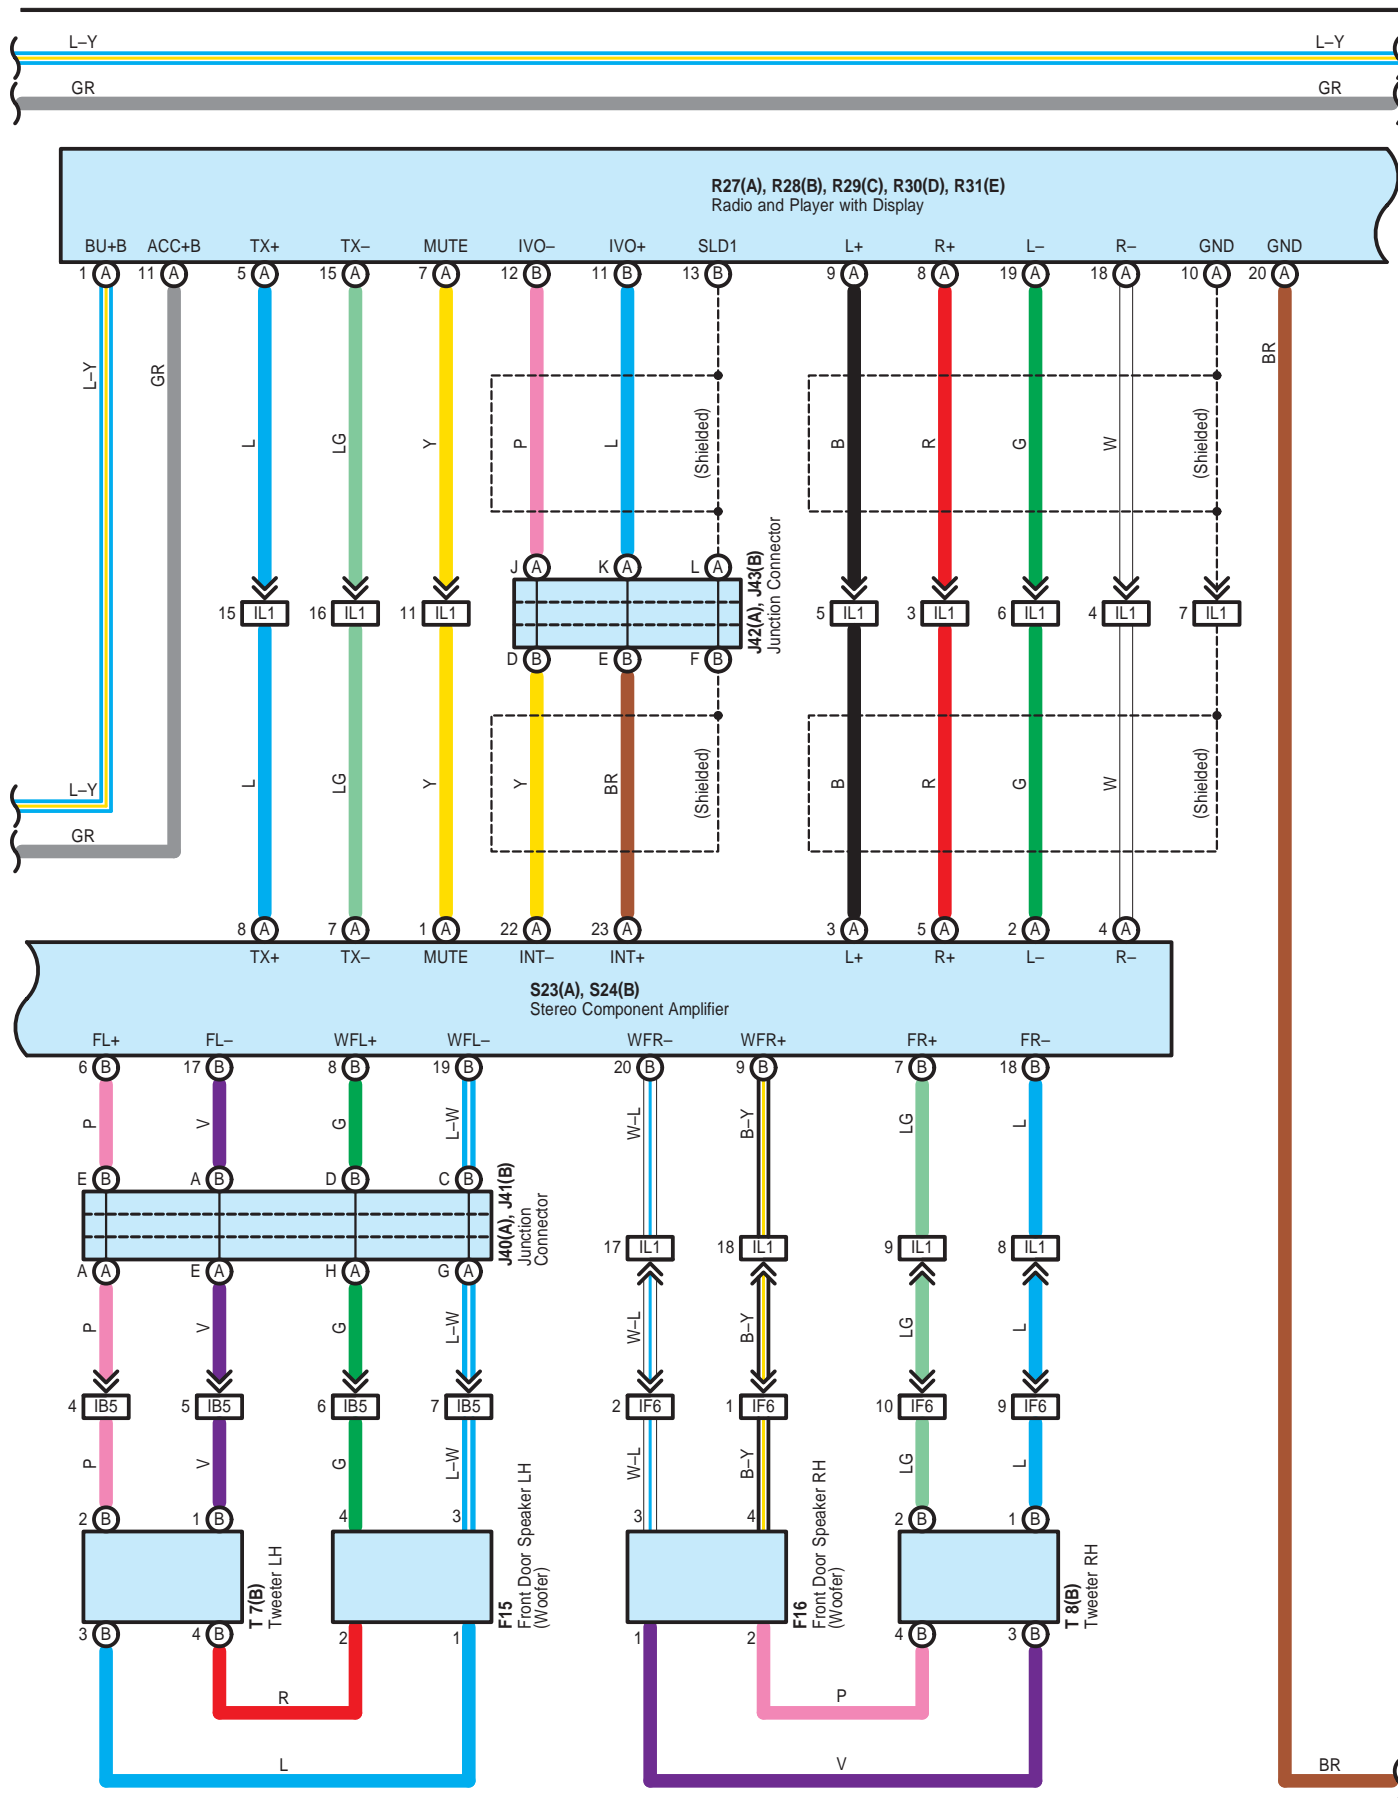 L–Y L–Y
GR GR
R27(A), R28(B), R29(C), R30(D), R31(E)
Radio and Player with Display
BU+B ACC+B TX+ TX– MUTE IVO– IVO+ SLD1 L+ R+ L– R– GND GND
1 A 11 A 5 A 15 A 7 A 12 B 11 B 13 B 9 A 8 A 19 A 18 A 10 A 20 A
L–Y GR BR
L LG Y P L (Shielded) B R G W (Shielded)
J A K A L A
J42(A), J43(B)
Junction Connector
15 IL1 16 IL1 11 IL1 5 IL1 3 IL1 6 IL1 4 IL1 7 IL1
D B E B F B
L–Y L LG Y Y BR (Shielded) B R G W (Shielded)
GR
8 A 7 A 1 A 22 A 23 A 3 A 5 A 2 A 4 A
TX+ TX– MUTE INT– INT+ L+ R+ L– R–
S23(A), S24(B)
Stereo Component Amplifier
FL+ FL– WFL+ WFL– WFR– WFR+ FR+ FR–
6 B 17 B 8 B 19 B 20 B 9 B 7 B 18 B
P V G L–W W–L B–Y LG L
E B A B D B C B
J40(A), J41(B)
Junction
Connector
17 IL1 18 IL1 9 IL1 8 IL1
A A E A H A G A
P V G L–W W–L B–Y LG L
4 IB5 5 IB5 6 IB5 7 IB5 2 IF6 1 IF6 10 IF6 9 IF6
P V G L–W W–L B–Y LG L
2 B 1 B 4 3 3 4 2 B 1 B
T 7(B)
Tweeter LH
F15
Front Door Speaker LH
(Woofer)
F16
Front Door Speaker RH
(Woofer)
T 8(B)
Tweeter RH
3 B 4 B 2 1 1 2 4 B 3 B
R P
L V BR